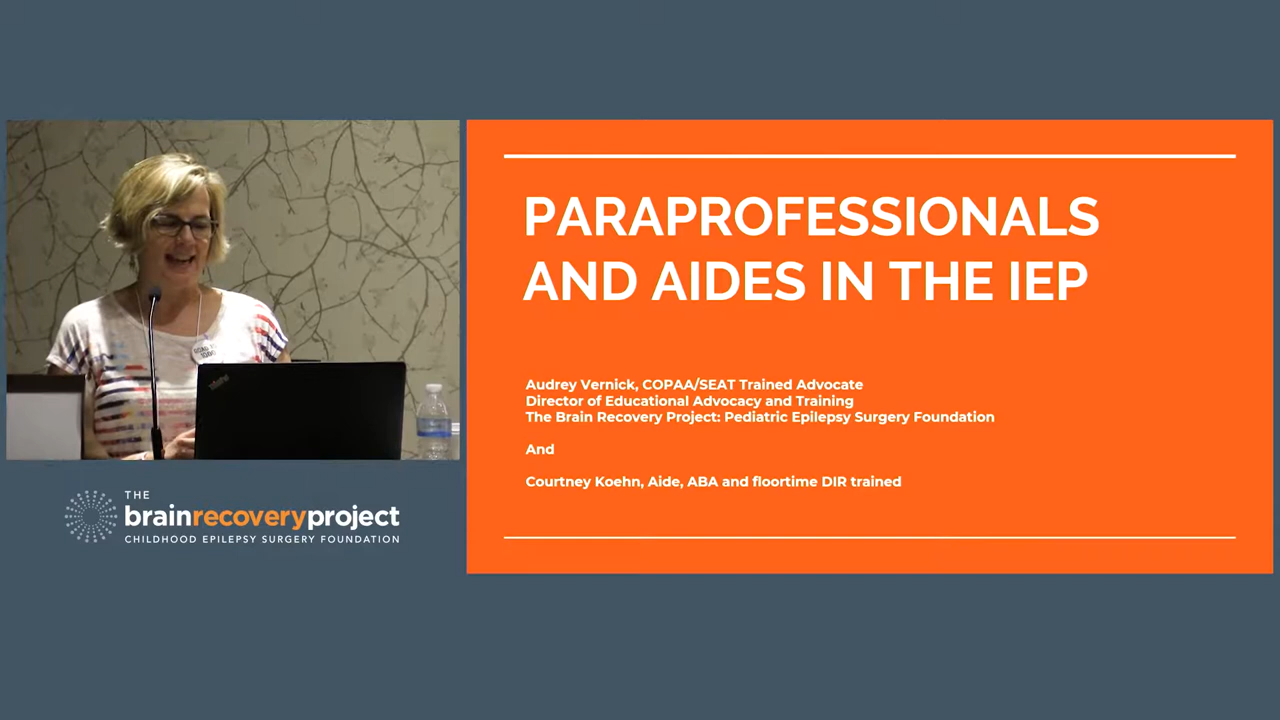 PARAPROFESSIONALS
AND AIDES IN THE IEP
Audrey Vernick, COPAA/SEAT Trained Advocate
Director of Educational Advocacy and Training
The Brain Recovery Project: Pediatric Epilepsy Surgery Foundation
And
Courtney Koehn, Aide, ABA and floortime DIR trained
ThinkPad
THE
brainrecoveryproject
CHILDHOOD EPILEPSY SURGERY FOUNDATION